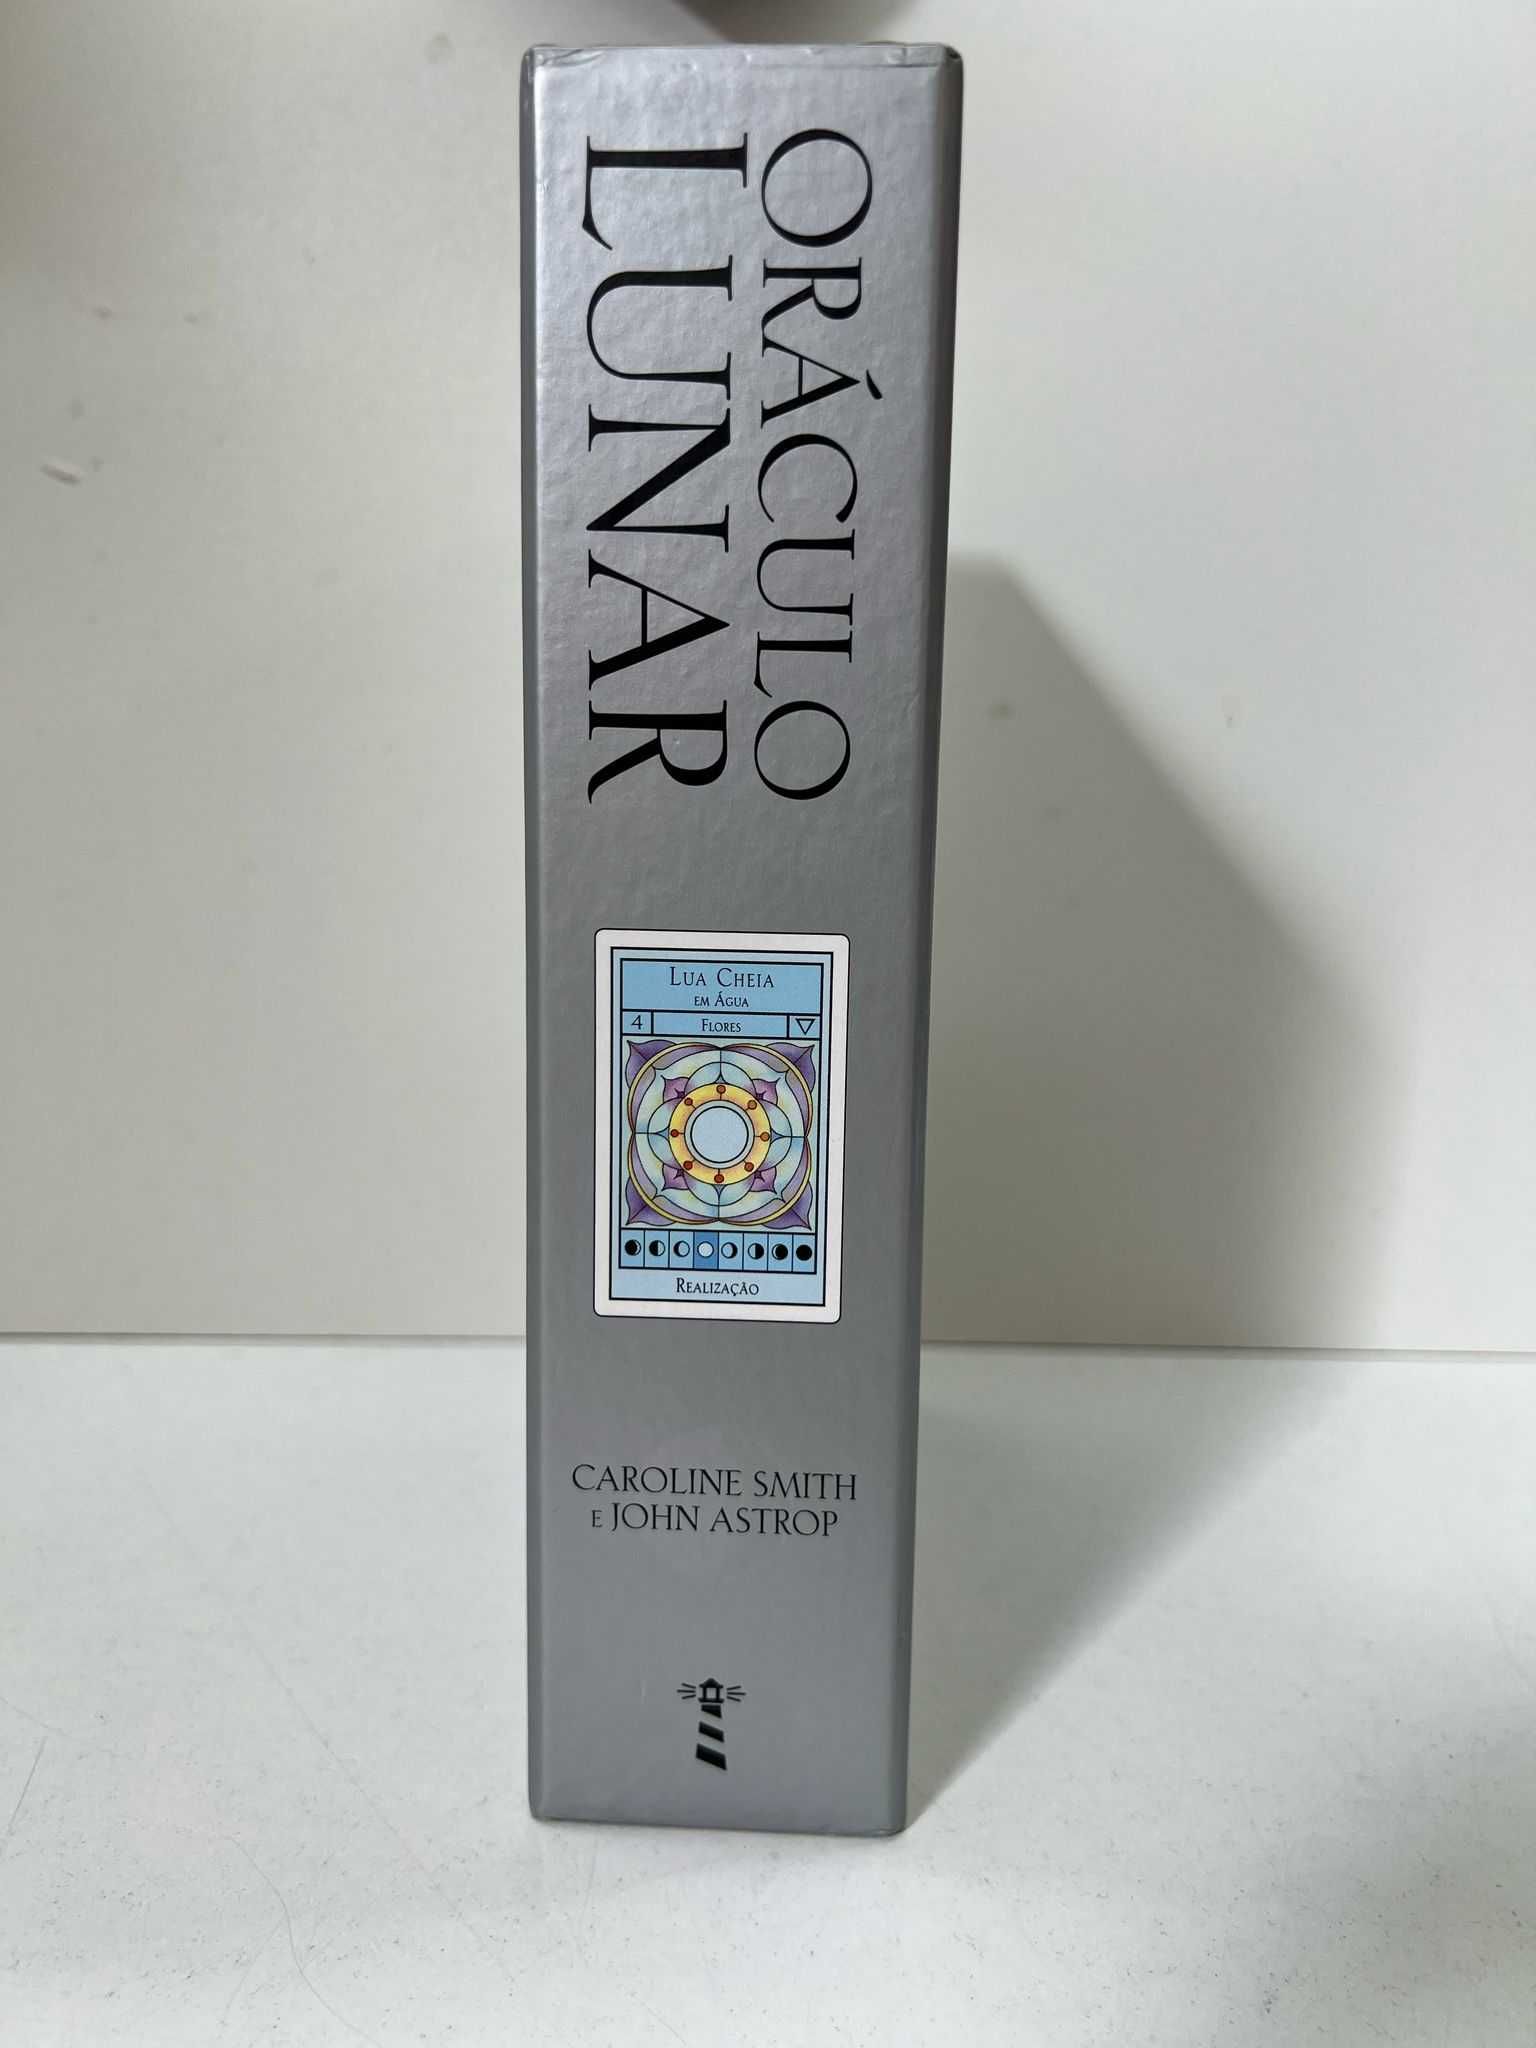 ORÁCULO
LUNAR
LUA CHEIA
EM ÁGUA
4 FLORES
REALIZAÇÃO
CAROLINE SMITH
E JOHN ASTROP